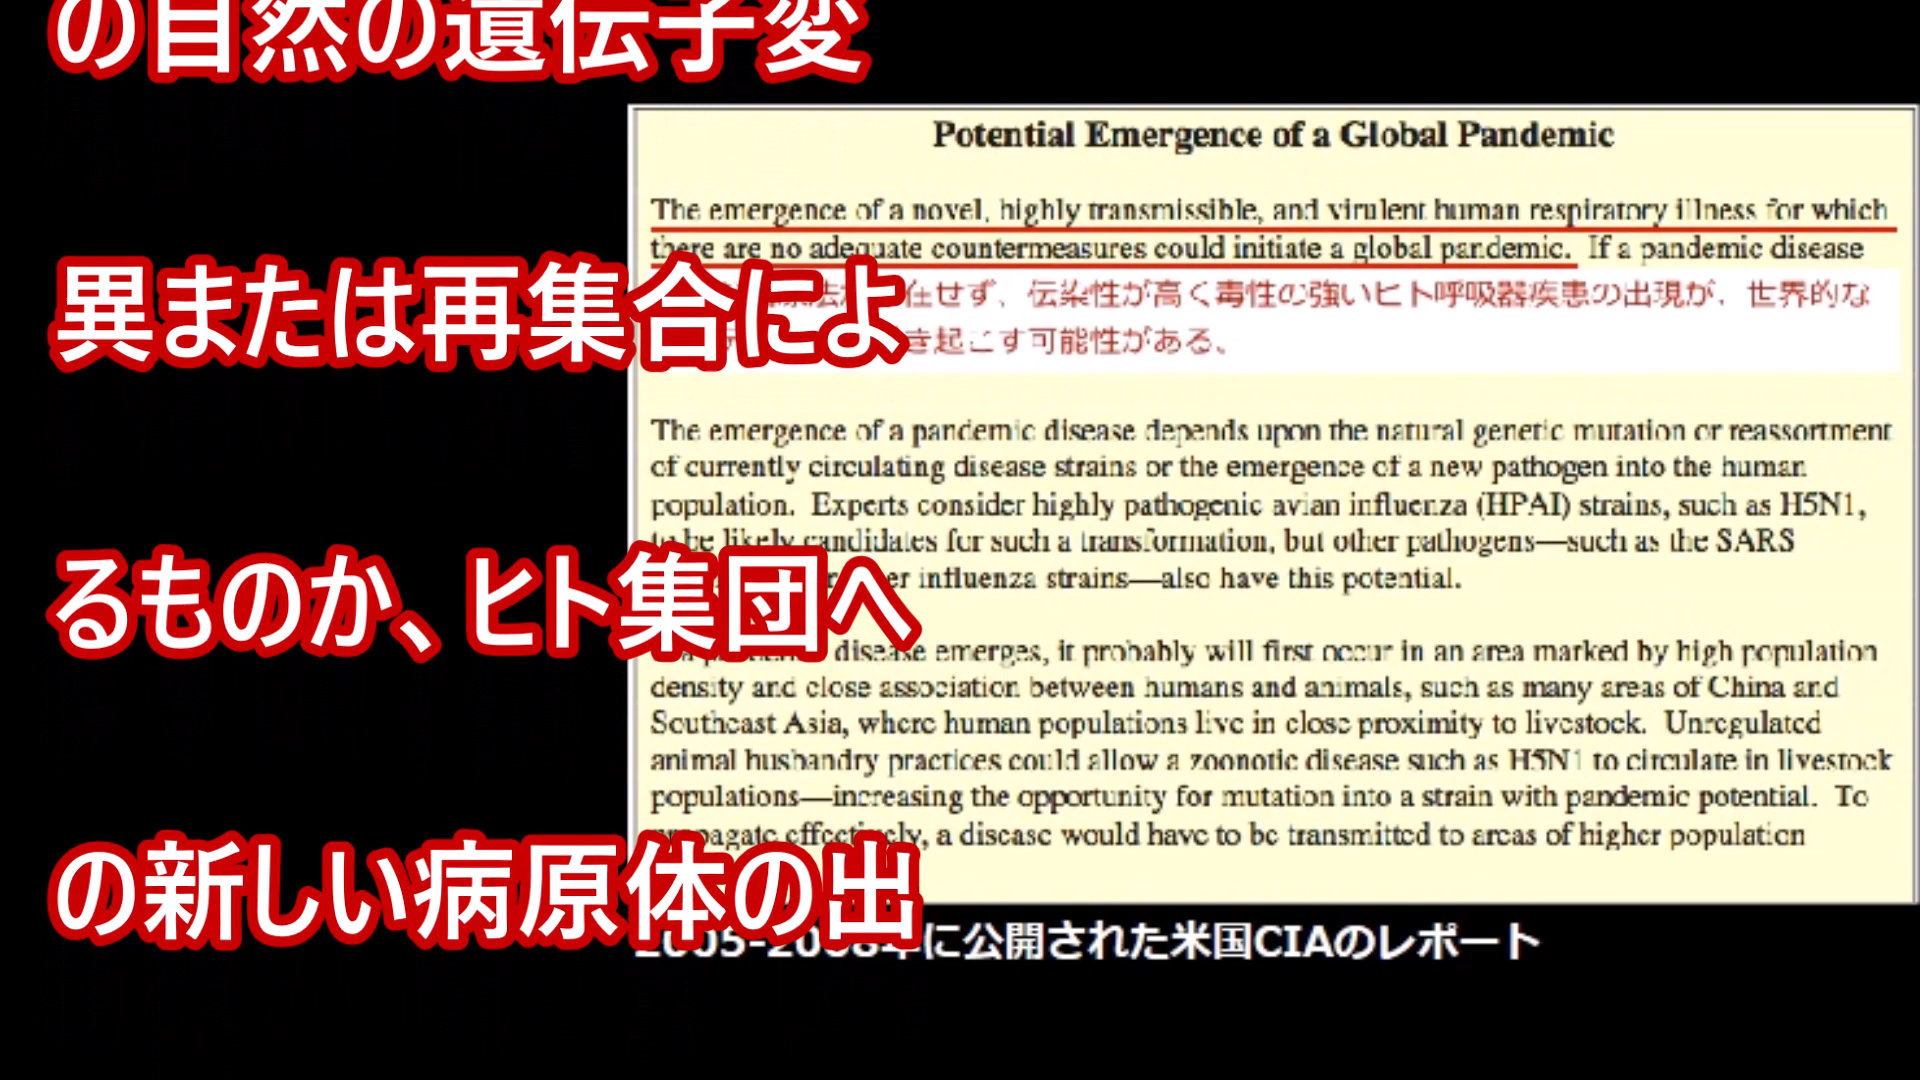 の自然の遺伝子変
異または再集合によ
るものか、ヒト集団へ
の新しい病原体の出
Potential Emergence of a Global Pandemic
The emergence of a novel, highly transmissible, and virulent human respiratory illness for which
there are no adequate countermeasures could initiate a global pandemic. If a pandemic disease
在せず、伝染性が高く毒性の強いヒト呼吸器疾患の出現が、世界的な
き起こす可能性がある。
The emergence of a pandemic disease depends upon the natural genetic mutation or reassortment
of currently circulating disease strains or the emergence of a new pathogen into the human
population. Experts consider highly pathogenic avian influenza (HPAI) strains, such as H5N1,
to be likely candidates for such a transformation, but other pathogens—such as the SARS
influenza strains—also have this potential.
disease emerges, it probably will first occur in an area marked by high population
density and close association between humans and animals, such as many areas of China and
Southeast Asia, where human populations live in close proximity to livestock. Unregulated
animal husbandry practices could allow a zoonotic disease such as H5N1 to circulate in livestock
populations—increasing the opportunity for mutation into a strain with pandemic potential. To
propagate effectively, a disease would have to be transmitted to areas of higher population
に公開された米国CIAのレポート